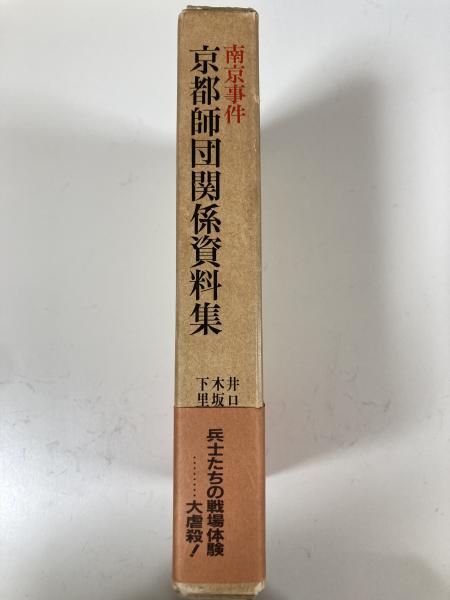 南京事件
京都師団関係資料集
井口
木坂
下里
兵士たちの戦場体験
………大虐殺！